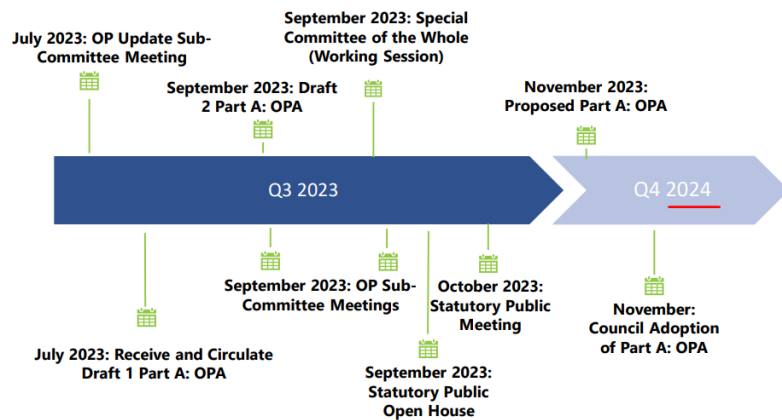 July 2023: OP Update Sub-
Committee Meeting
September 2023: Draft
2 Part A: OPA
September 2023: Special
Committee of the Whole
(Working Session)
November 2023:
Proposed Part A: OPA
Q3 2023
Q4 2024
July 2023: Receive and Circulate
Draft 1 Part A: OPA
September 2023: OP Sub-
Committee Meetings
September 2023:
Statutory Public
Open House
October 2023:
Statutory Public
Meeting
November:
Council Adoption
of Part A: OPA